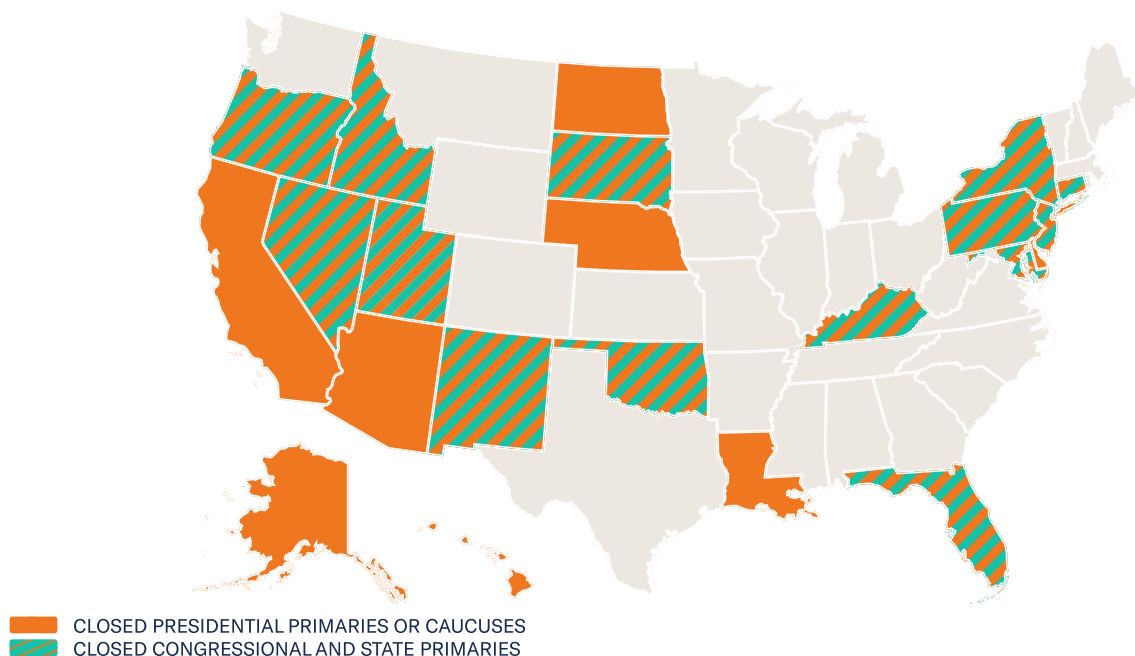 CLOSED PRESIDENTIAL PRIMARIES OR CAUCUSES
CLOSED CONGRESSIONAL AND STATE PRIMARIES